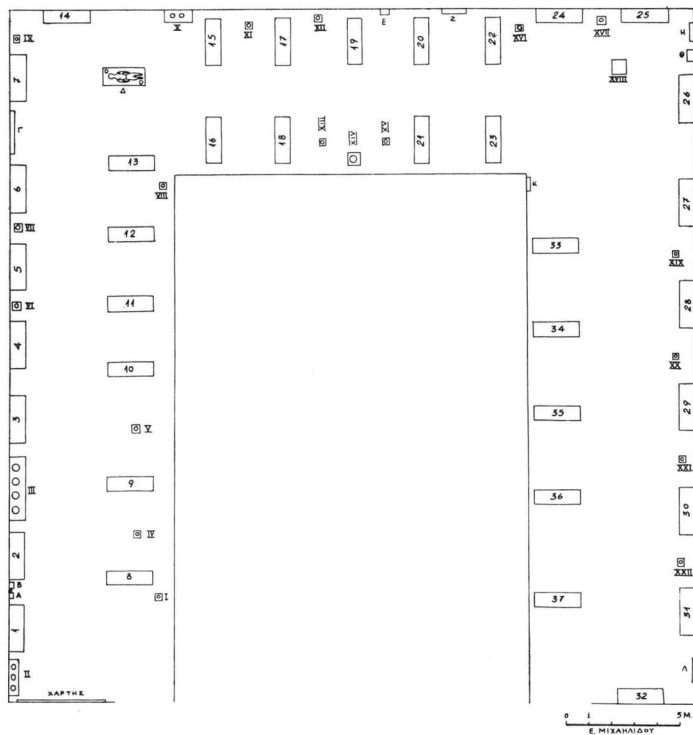 14
X
15
XI
17
XII
19
E
20
Z
22
XVI
24
XVII
25
H
Θ
IX
7
Δ
XVIII
26
Γ
16
18
XIII
XIV
XV
21
23
13
6
VIII
K
27
VII
12
33
5
XIX
VI
11
28
4
34
XX
10
3
35
29
V
III
9
36
XXI
30
2
IV
XXII
B
A
8
I
37
31
1
II
Λ
ΧΑΡΤΗΣ
32
0 1 5 M.
Ε. ΜΙΧΑΗΛΙΔΟΥ